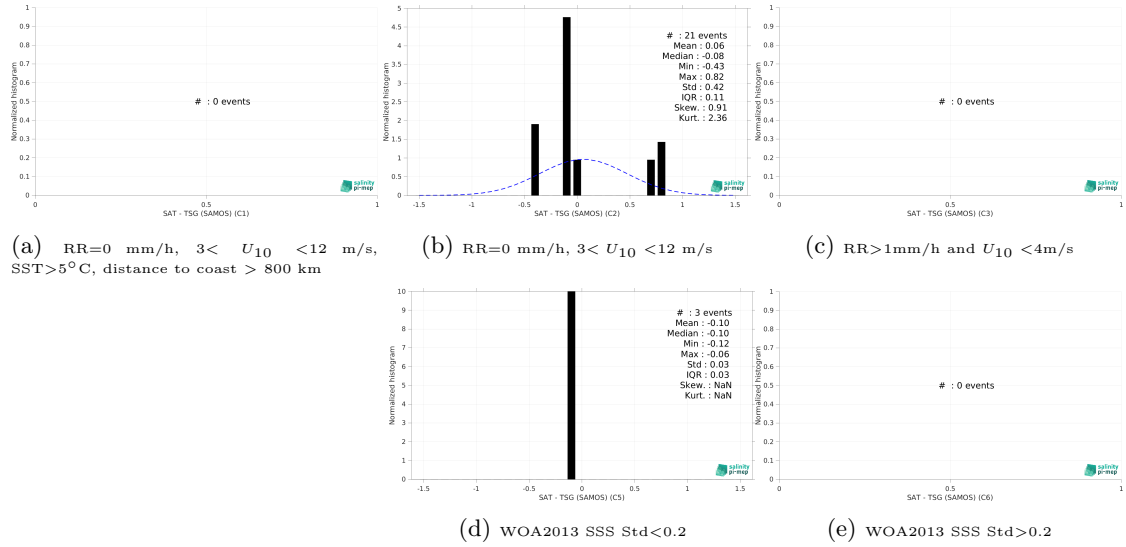 1
0.9
0.8
0.7
0.6
0.5
0.4
0.3
0.2
0.1
0
Normalized histogram
# : 0 events
salinity
pi-mep
0 0.5 1
SAT - TSG (SAMOS) (C1)
(a) RR=0 mm/h, 3< U10 <12 m/s,
SST>5°C, distance to coast > 800 km
5
4.5
4
3.5
3
2.5
2
1.5
1
0.5
0
Normalized histogram
# : 21 events
Mean : 0.06
Median : -0.08
Min : -0.43
Max : 0.82
Std : 0.42
IQR : 0.11
Skew. : 0.91
Kurt. : 2.36
salinity
pi-mep
-1.5 -1 -0.5 0 0.5 1 1.5
SAT - TSG (SAMOS) (C2)
(b) RR=0 mm/h, 3< U10 <12 m/s
1
0.9
0.8
0.7
0.6
0.5
0.4
0.3
0.2
0.1
0
Normalized histogram
# : 0 events
salinity
pi-mep
0 0.5 1
SAT - TSG (SAMOS) (C3)
(c) RR>1mm/h and U10 <4m/s
10
9
8
7
6
5
4
3
2
1
0
Normalized histogram
# : 3 events
Mean : -0.10
Median : -0.10
Min : -0.12
Max : -0.06
Std : 0.03
IQR : 0.03
Skew. : NaN
Kurt. : NaN
salinity
pi-mep
-1.5 -1 -0.5 0 0.5 1 1.5
SAT - TSG (SAMOS) (C5)
(d) WOA2013 SSS Std<0.2
1
0.9
0.8
0.7
0.6
0.5
0.4
0.3
0.2
0.1
0
Normalized histogram
# : 0 events
salinity
pi-mep
0 0.5 1
SAT - TSG (SAMOS) (C6)
(e) WOA2013 SSS Std>0.2